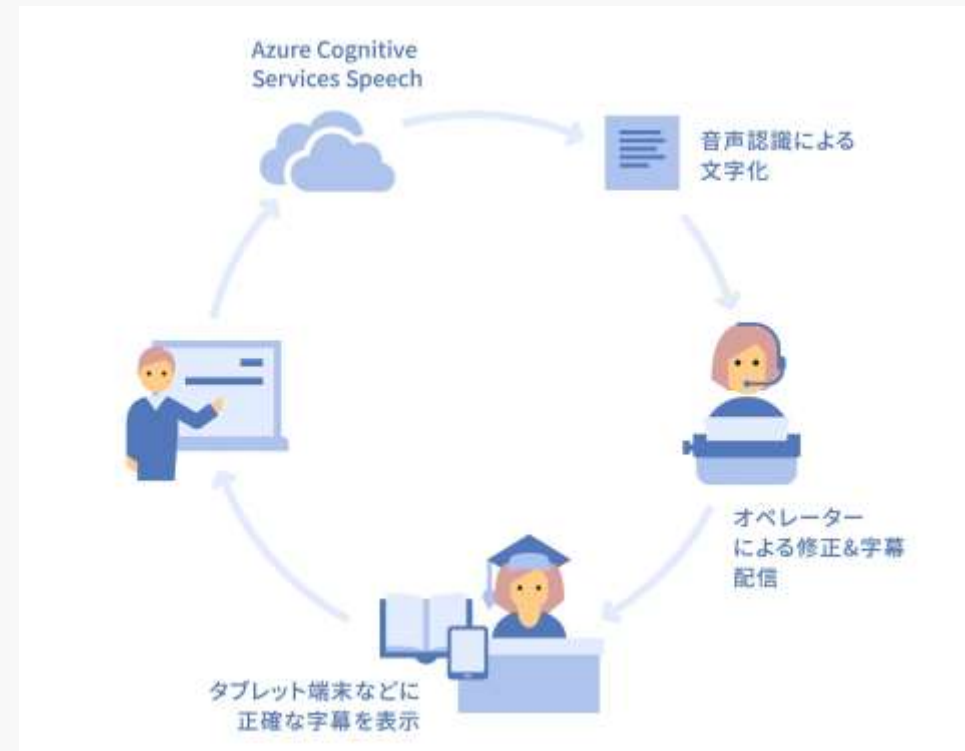 Azure Cognitive
Services Speech
音声認識による
文字化
オペレーター
による修正&字幕
配信
タブレット端末などに
正確な字幕を表示